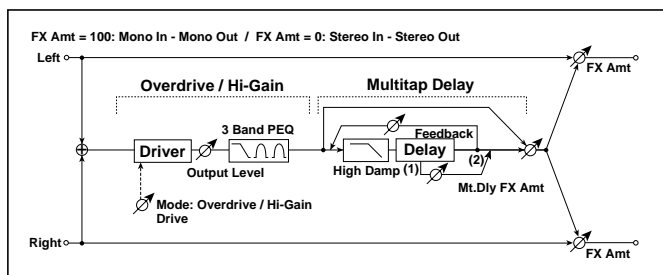 FX Amt = 100: Mono In - Mono Out / FX Amt = 0: Stereo In - Stereo Out
Left
FX Amt
Overdrive / Hi-Gain
Multitap Delay
3 Band PEQ
Feedback
Driver
Delay
Output Level
High Damp
(1)
(2)
Mt.Dly FX Amt
Mode: Overdrive / Hi-Gain
Drive
Right
FX Amt